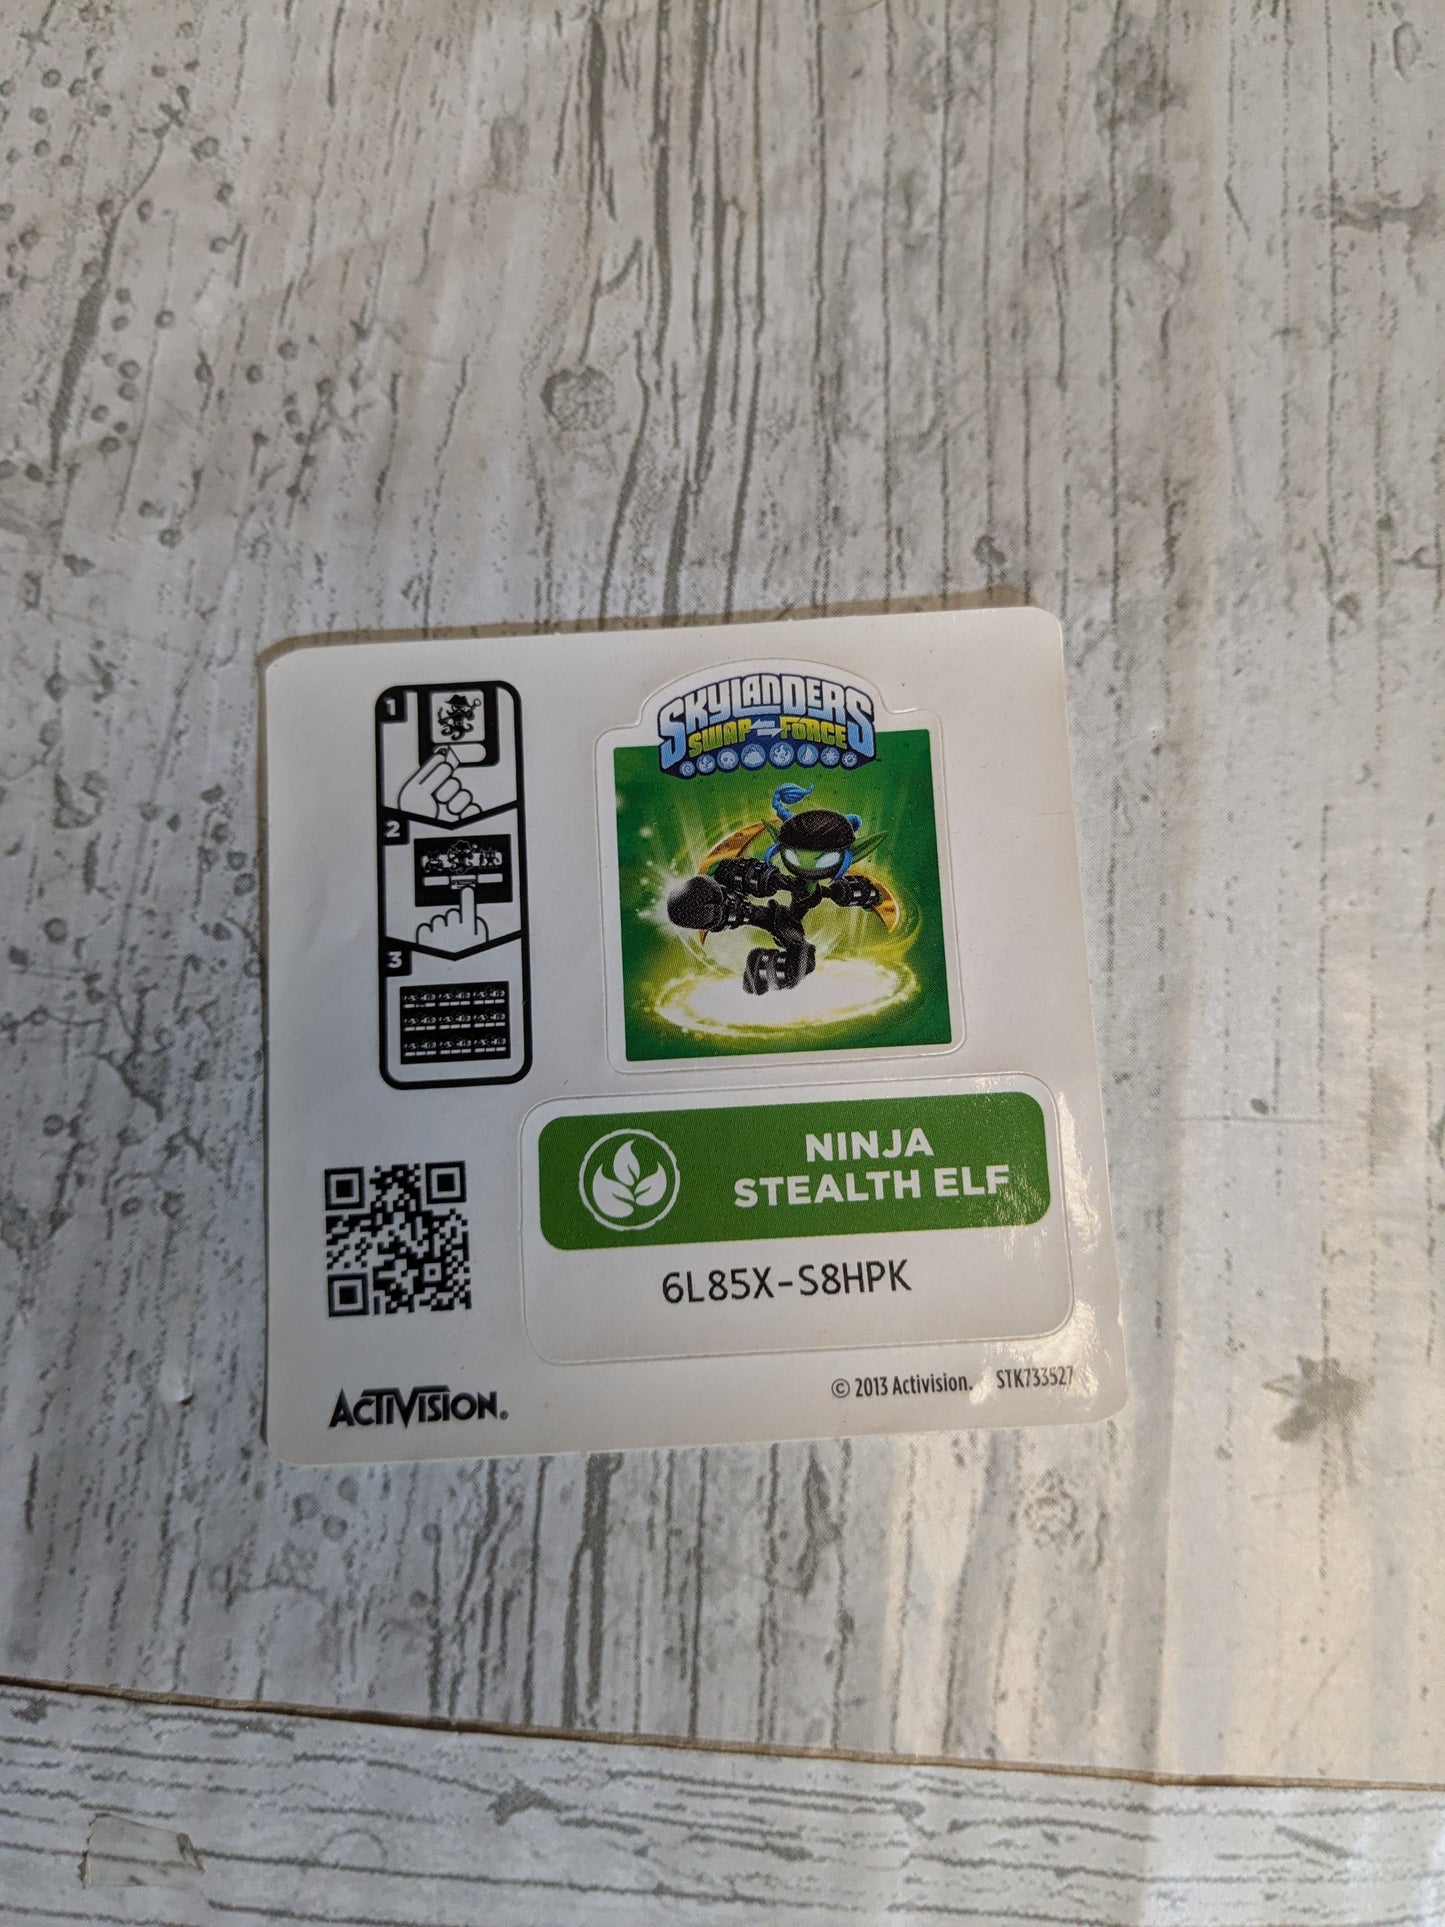 1
2
3
SKYLANDERS
SWAP FORCE
NINJA
STEALTH ELF
6L85X-S8HPK
ACTIVISION®
© 2013 Activision. STK733527